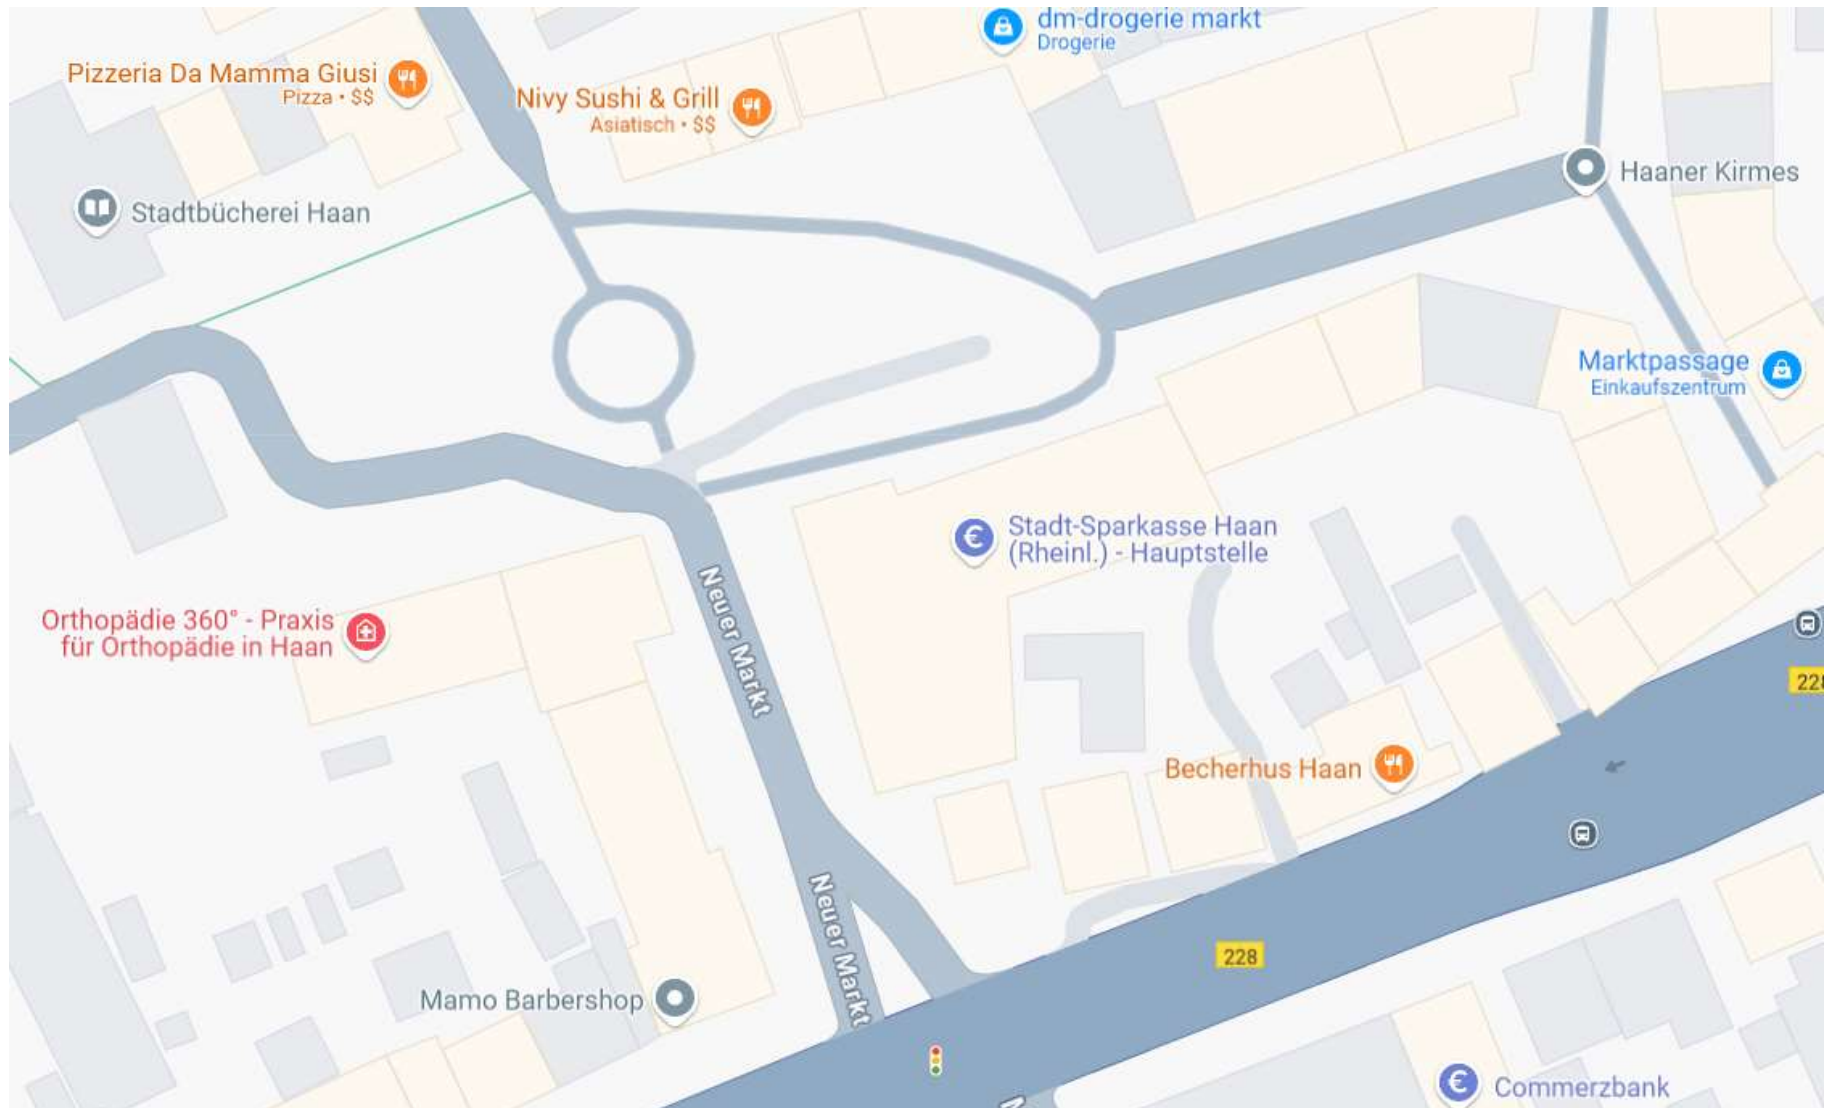 dm-drogerie markt
Drogerie
Pizzeria Da Mamma Giusi
Pizza • $$
Nivy Sushi & Grill
Asiatisch • $$
Haaner Kirmes
Stadtbücherei Haan
Marktpassage
Einkaufszentrum
Stadt-Sparkasse Haan
(Rheinl.) - Hauptstelle
Neuer Markt
Orthopädie 360° - Praxis
für Orthopädie in Haan
228
Becherhus Haan
Neuer Markt
228
Mamo Barbershop
Commerzbank